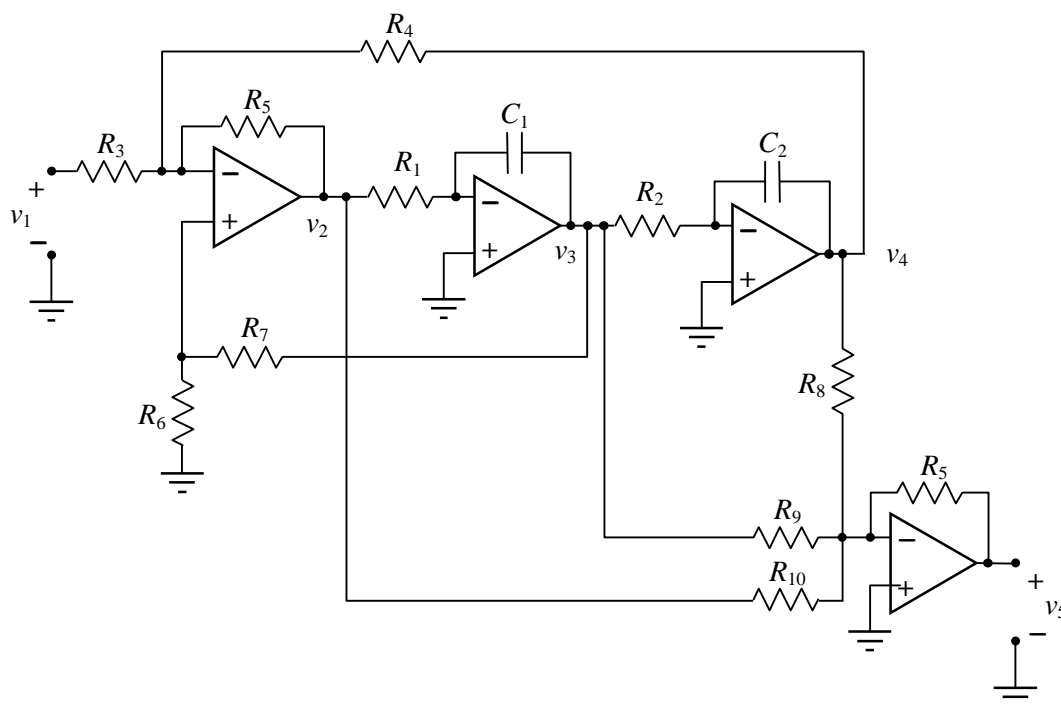 R4
R5
C1
R3
R1
C2
R2
−
+
v1
−
+
v2
−
+
v3
−
+
v4
R7
R8
R6
R5
R9
−
R10
+
+
v5
−